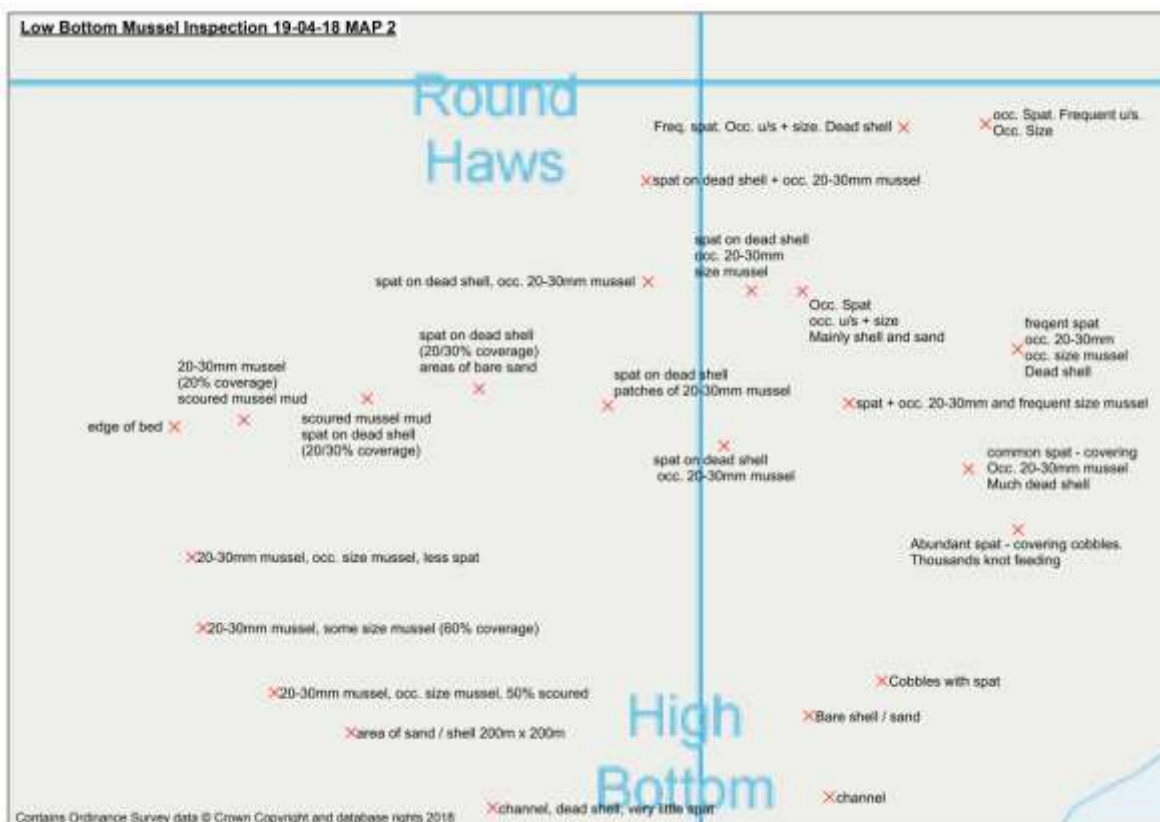 Low Bottom Mussel Inspection 19-04-18 MAP 2
Round
Haws
Freq. spat. Occ. u/s + size. Dead shell
occ. Spat. Frequent u/s.
Occ. Size
spat on dead shell + occ. 20-30mm mussel
spat on dead shell
occ. 20-30mm
size mussel
spat on dead shell, occ. 20-30mm mussel
Occ. Spat
occ. u/s + size
Mainly shell and sand
freqent spat
occ. 20-30mm
occ. size mussel
Dead shell
spat on dead shell
(20/30% coverage)
areas of bare sand
20-30mm mussel
(20% coverage)
scoured mussel mud
spat on dead shell
patches of 20-30mm mussel
spat + occ. 20-30mm and frequent size mussel
edge of bed
scoured mussel mud
spat on dead shell
(20/30% coverage)
spat on dead shell
occ. 20-30mm mussel
common spat - covering
Occ. 20-30mm mussel
Much dead shell
Abundant spat - covering cobbles.
Thousands knot feeding
20-30mm mussel, occ. size mussel, less spat
20-30mm mussel, some size mussel (60% coverage)
20-30mm mussel, occ. size mussel, 50% scoured
Cobbles with spat
High
Bottom
Bare shell / sand
area of sand / shell 200m x 200m
channel
channel, dead shell, very little spat
Contains Ordinance Survey data © Crown Copyright and database rights 2018